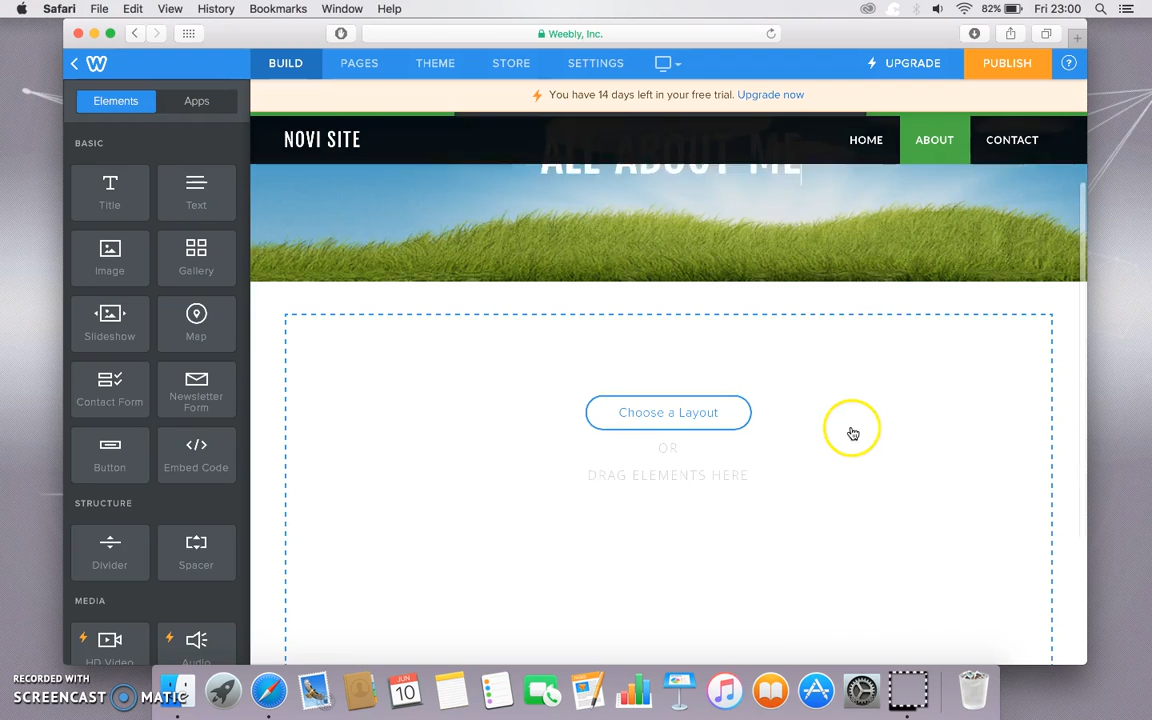 Safari File Edit View History Bookmarks Window Help 82% Fri 23:00
Weebly, Inc.
BUILD PAGES THEME STORE SETTINGS UPGRADE PUBLISH ?
Elements Apps
You have 14 days left in your free trial. Upgrade now
NOVI SITE
HOME ABOUT CONTACT
ALL ABOUT ME
BASIC
Title Text
Image Gallery
Slideshow Map
Contact Form Newsletter Form
Button Embed Code
STRUCTURE
Divider Spacer
MEDIA
HD Video Audio
Choose a Layout
OR
DRAG ELEMENTS HERE
RECORDED WITH
SCREENCAST MATIC
JUN
10